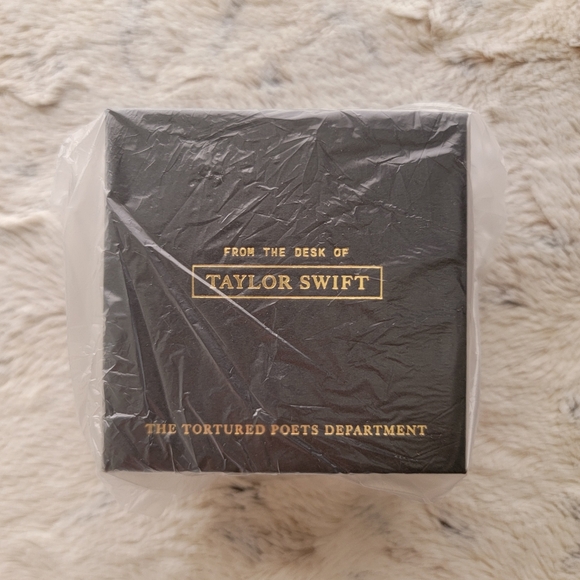 FROM THE DESK OF
TAYLOR SWIFT
THE TORTURED POETS DEPARTMENT